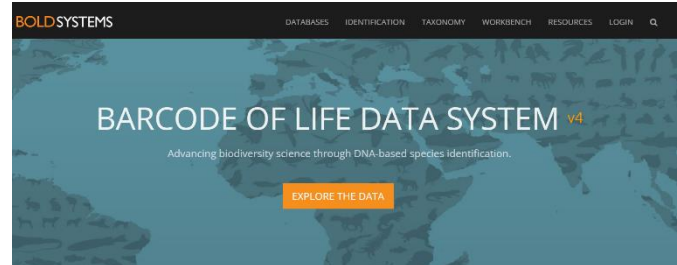 BOLDSYSTEMS
DATABASES IDENTIFICATION TAXONOMY WORKBENCH RESOURCES LOGIN
BARCODE OF LIFE DATA SYSTEM v4
Advancing biodiversity science through DNA-based species identification.
EXPLORE THE DATA